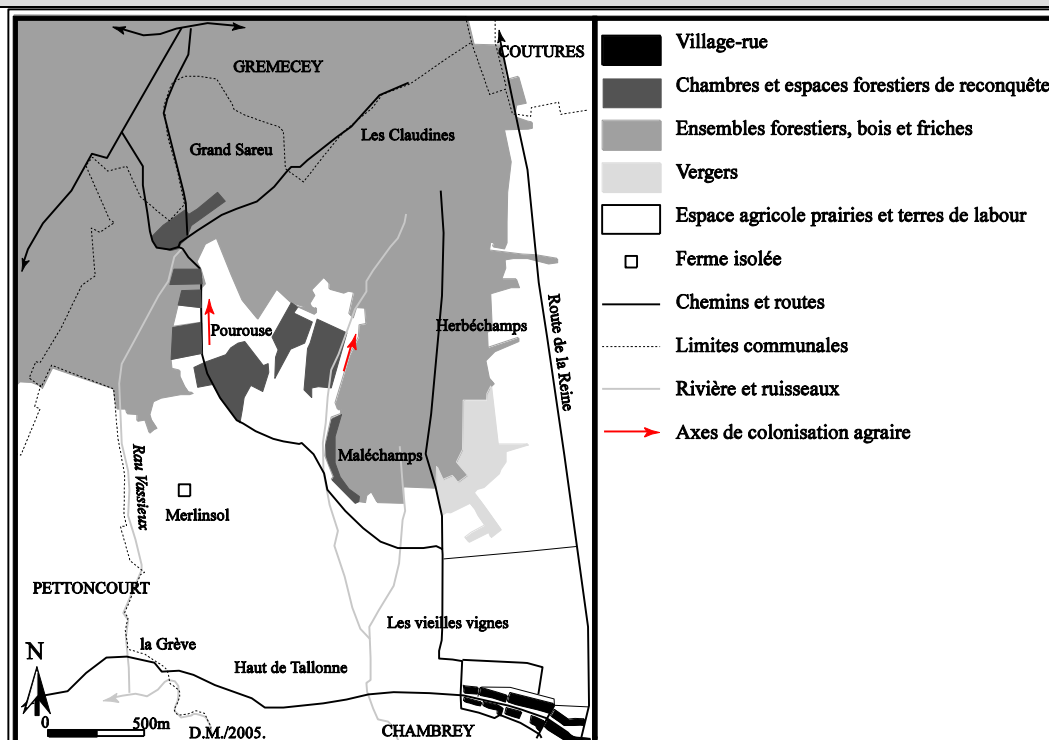 COUTURES
GREMECEY
Les Claudines
Grand Sareu
Route de la Reine
Herbéchamps
Pourouse
Maléchamps
Rau Vassieux
Merlinsol
PETTONCOURT
Les vieilles vignes
la Grève
N
Haut de Tallonne
0 500m
D.M./2005.
CHAMBREY
Village-rue
Chambres et espaces forestiers de reconquête
Ensembles forestiers, bois et friches
Vergers
Espace agricole prairies et terres de labour
Ferme isolée
Chemins et routes
Limites communales
Rivière et ruisseaux
Axes de colonisation agraire